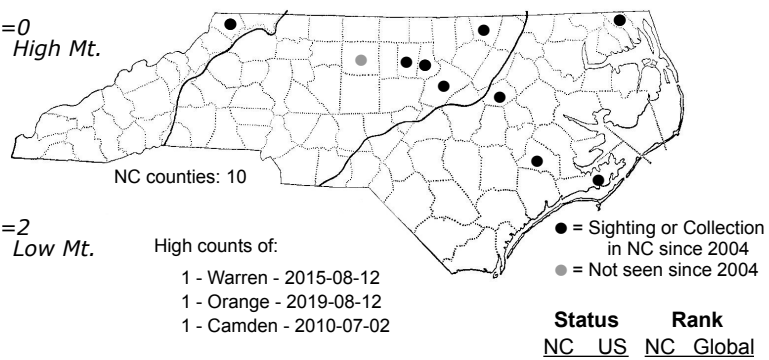 =0
High Mt.
NC counties: 10
=2
Low Mt.
High counts of:
1 - Warren - 2015-08-12
1 - Orange - 2019-08-12
1 - Camden - 2010-07-02
● = Sighting or Collection
in NC since 2004
● = Not seen since 2004
Status Rank
NC US NC Global